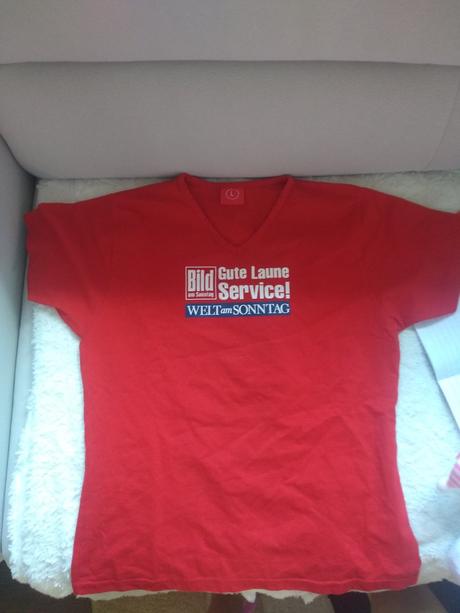 L
Bild
am Sonntag
Gute Laune
Service!
WELT am SONNTAG